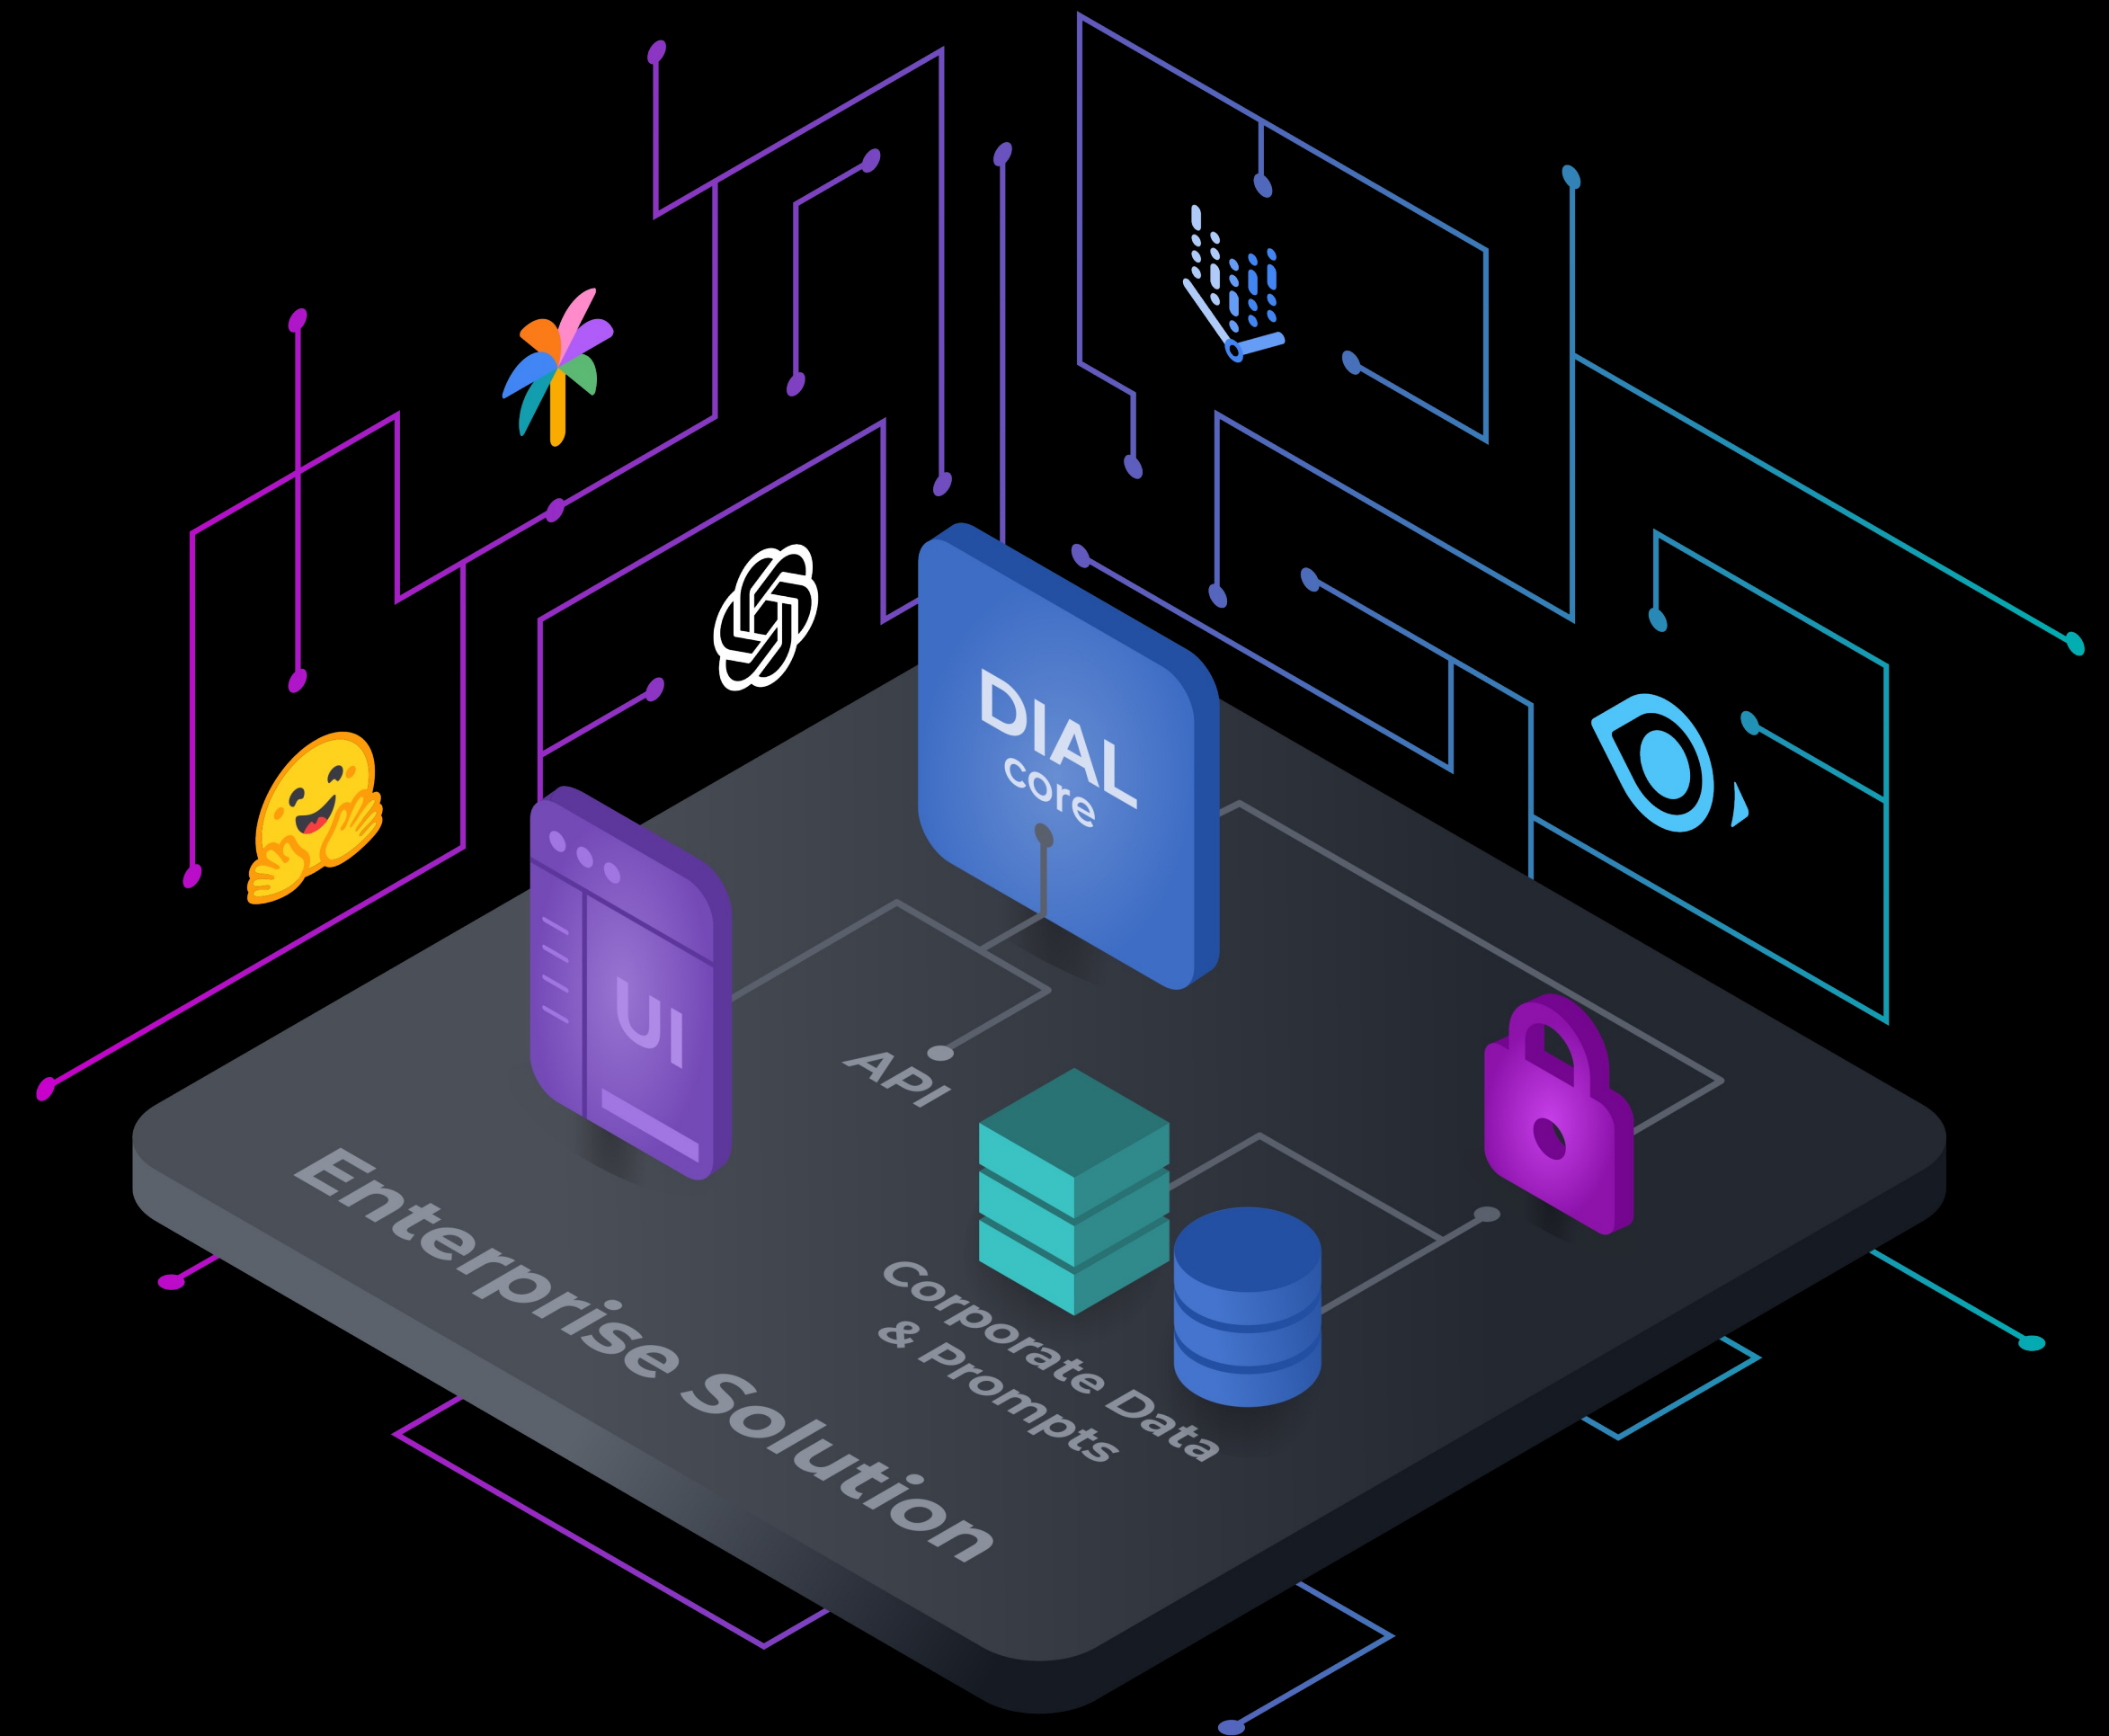 DIAL
core
UI
API
Corporate Data
& Prompts
Enterprise Solution